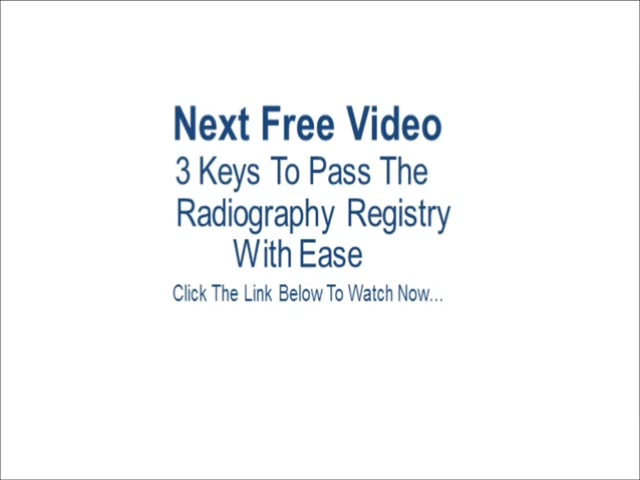 Next Free Video
3 Keys To Pass The
Radiography Registry
With Ease
Click The Link Below To Watch Now...